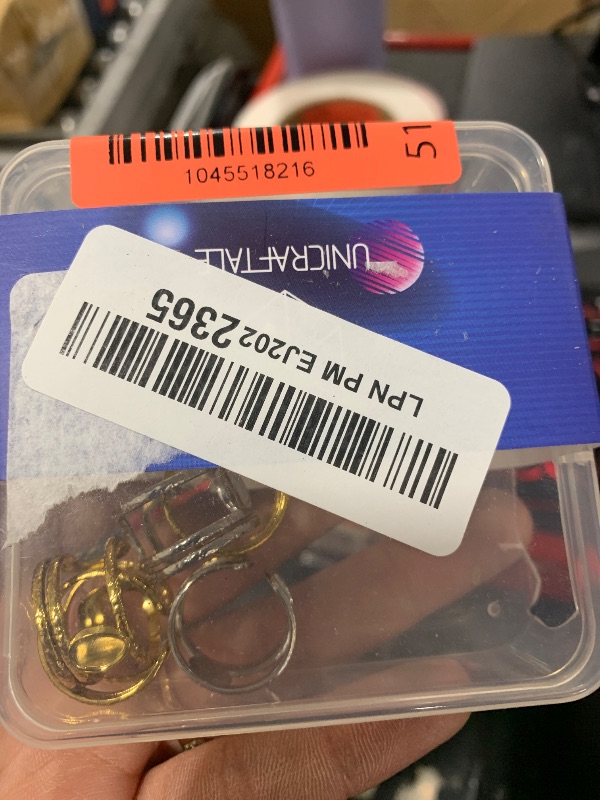 51
1045518216
UNICRAFTALE
LPN PM EJ2022365